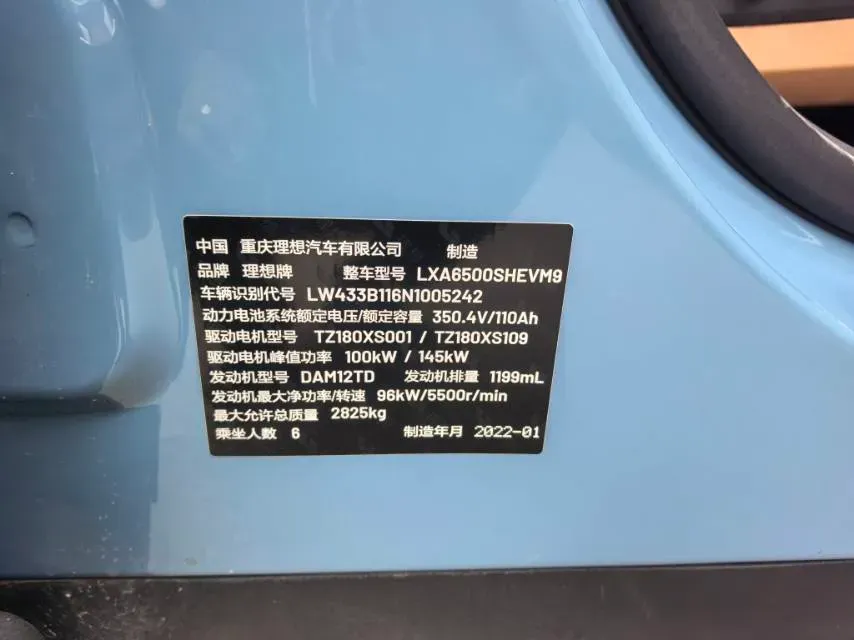 中国 重庆理想汽车有限公司 制造
品牌 理想牌 整车型号 LXA6500SHEVM9
车辆识别代号 LW433B116N1005242
动力电池系统额定电压/额定容量 350.4V/110Ah
驱动电机型号 TZ180XS001 / TZ180XS109
驱动电机峰值功率 100kW / 145kW
发动机型号 DAM12TD 发动机排量 1199mL
发动机最大净功率/转速 96kW/5500r/min
最大允许总质量 2825kg
乘坐人数 6 制造年月 2022-01